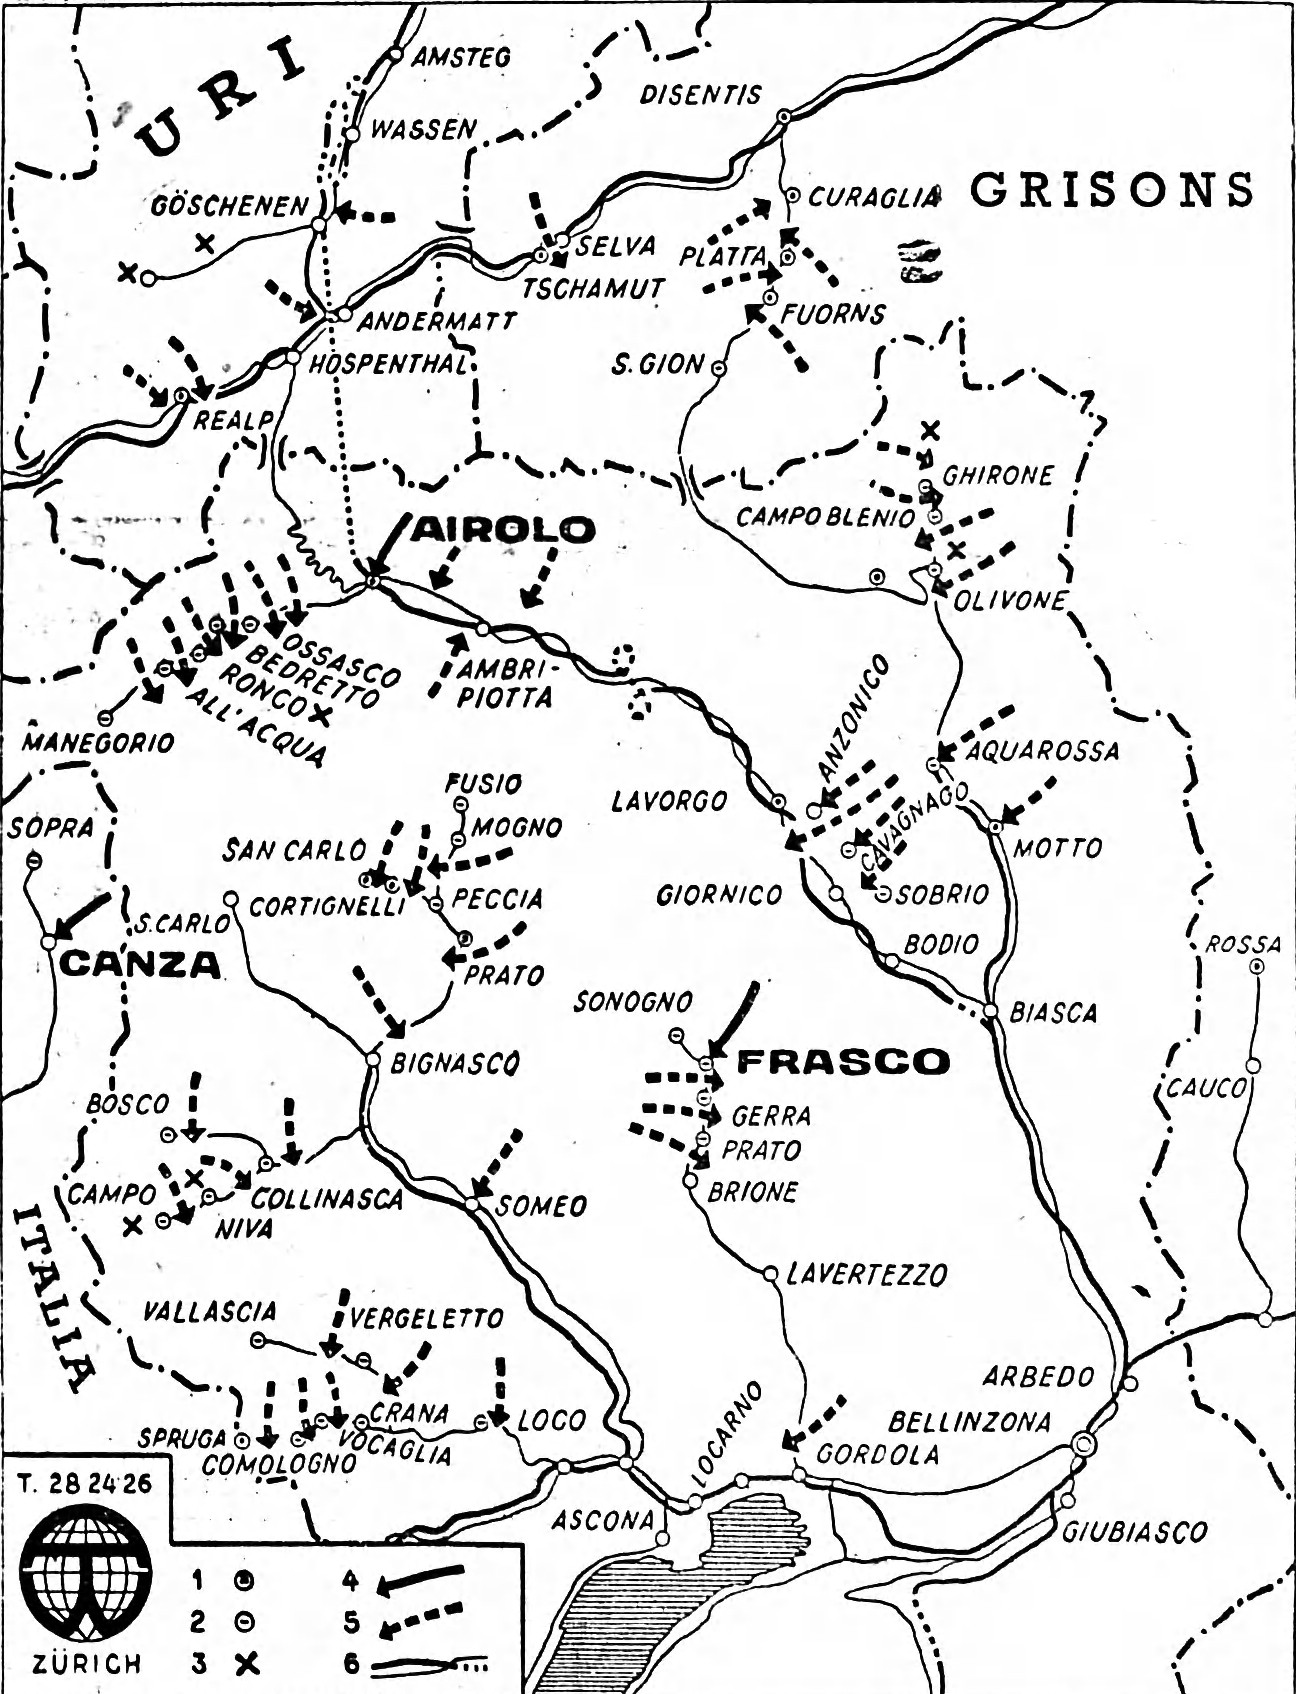 URI
AMSTEG
DISENTIS
WASSEN
GÖSCHENEN
CURAGLIA
GRISONS
SELVA
PLATTA
TSCHAMUT
FUORNS
ANDERMATT
HOSPENTHAL
S. GION
REALP
GHIRONE
CAMPO BLENIO
AIROLO
OLIVONE
OSSASCO
BEDRETTO
RONCO
ALL'ACQUA
AMBRI-
PIOTTA
MANEGORIO
ANZONICO
AQUAROSSA
FUSIO
LAVORGO
CAVAGNAGO
SOPRA
MOGNO
SAN CARLO
MOTTO
GIORNICO
SOBRIO
CORTIGNELLI
PECCIA
S. CARLO
BODIO
ROSSA
CANZA
PRATO
SONOGNO
BIASCA
BIGNASCO
FRASCO
CAUCO
BOSCO
GERRA
PRATO
BRIONE
CAMPO
COLLINASCA
SOMEO
NIVA
ITALIA
LAVERTEZZO
VALLASCIA
VERGELETTO
ARBEDO
LOCARNO
CRANA
LOCO
BELLINZONA
SPRUGA
VOCAGLIA
GORDOLA
COMOLOGNO
T. 28 24 26
ASCONA
GIUBIASCO
1
4
2
5
3
6
ZÜRICH